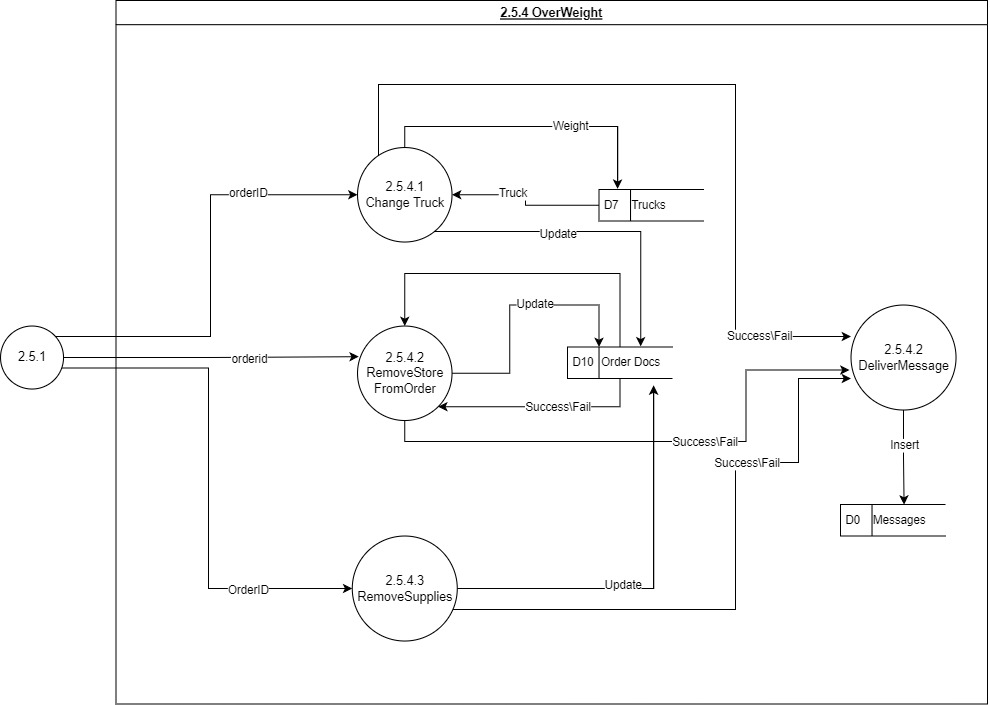 2.5.4 OverWeight
Weight
2.5.4.1
Change Truck
orderID
Truck
D7
Trucks
Update
Update
Success\Fail
2.5.1
orderid
2.5.4.2
RemoveStore
FromOrder
D10
Order Docs
2.5.4.2
DeliverMessage
Success\Fail
Success\Fail
Insert
Success\Fail
D0
Messages
2.5.4.3
RemoveSupplies
OrderID
Update